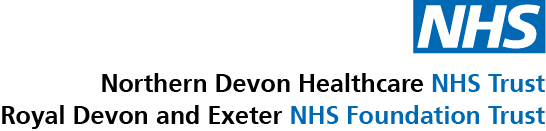 NHS
Northern Devon Healthcare NHS Trust
Royal Devon and Exeter NHS Foundation Trust